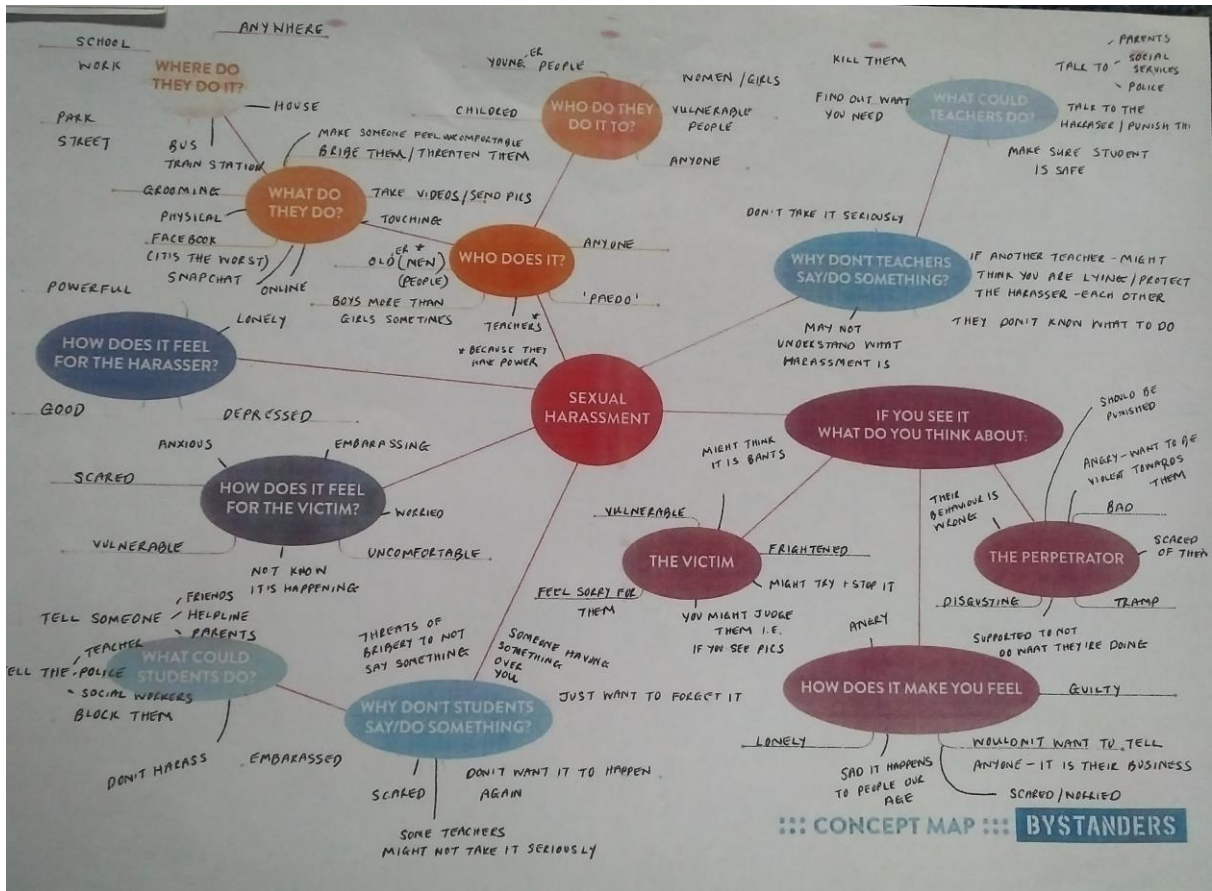 ANYWHERE
SCHOOL
WORK
WHERE DO
THEY DO IT?
HOUSE
PARK
STREET
BUS
TRAIN STATION
YOUNG ER PEOPLE
CHILDRED
WHO DO THEY
DO IT TO?
WOMEN / GIRLS
VULNERABLE
PEOPLE
ANYONE
KILL THEM
FIND OUT WHAT
YOU NEED
WHAT COULD
TEACHERS DO?
TALK TO
PARENTS
SOCIAL
SERVICES
POLICE
TALK TO THE
HARRASER / PUNISH THI
MAKE SURE STUDENT
IS SAFE
MAKE SOMEONE FEEL UNCOMFORTABLE
BRIBE THEM / THREATEN THEM
GROOMING
WHAT DO
THEY DO?
TAKE VIDEOS / SEND PICS
PHYSICAL
TOUCHING
FACEBOOK
(ITIS THE WORST)
SNAPCHAT
ONLINE
WHO DOES IT?
ANYONE
OLD ER (MEN) *
(PEOPLE)
BOYS MORE THAN
GIRLS SOMETIMES
TEACHERS*
* BECAUSE THEY
HAVE POWER
'PAEDO'
DON'T TAKE IT SERIOUSLY
WHY DON'T TEACHERS
SAY/DO SOMETHING?
IF ANOTHER TEACHER - MIGHT
THINK YOU ARE LYING / PROTECT
THE HARASSER - EACH OTHER
THEY DON'T KNOW WHAT TO DO
MAY NOT
UNDERSTAND WHAT
HARASSMENT IS
POWERFUL
LONELY
HOW DOES IT FEEL
FOR THE HARASSER?
GOOD
DEPRESSED
SEXUAL
HARASSMENT
IF YOU SEE IT
WHAT DO YOU THINK ABOUT:
ANXIOUS
EMBARASSING
SCARED
HOW DOES IT FEEL
FOR THE VICTIM?
WORRIED
VULNERABLE
UNCOMFORTABLE
NOT KNOW
IT IS HAPPENING
MIGHT THINK
IT IS BANTS
VULNERABLE
THE VICTIM
FRIGHTENED
MIGHT TRY + STOP IT
FEEL SORRY FOR
THEM
YOU MIGHT JUDGE
THEM I.E.
IF YOU SEE PICS
SHOULD BE
PUNISHED
ANGRY - WANT TO BE
VIOLENT TOWARDS
THEM
THEIR
BEHAVIOUR IS
WRONG
BAD
THE PERPETRATOR
SCARED
OF THEM
DISGUSTING
TRAMP
SUPPORTED TO NOT
DO WHAT THEY'RE DOING
TELL SOMEONE
FRIENDS
HELPLINE
PARENTS
WHAT COULD
STUDENTS DO?
TELL THE
TEACHER
POLICE
SOCIAL WORKERS
BLOCK THEM
DON'T HARASS
THREATS OF
BRIBERY TO NOT
SAY SOMETHING
SOMEONE HAVING
SOMETHING
OVER
YOU
WHY DON'T STUDENTS
SAY/DO SOMETHING?
JUST WANT TO FORGET IT
EMBARASSED
SCARED
DON'T WANT IT TO HAPPEN
AGAIN
SOME TEACHERS
MIGHT NOT TAKE IT SERIOUSLY
ANGRY
HOW DOES IT MAKE YOU FEEL
GUILTY
LONELY
SAD IT HAPPENS
TO PEOPLE OUR
AGE
WOULDN'T WANT TO TELL
ANYONE - IT IS THEIR BUSINESS
SCARED / WORRIED
CONCEPT MAP
BYSTANDERS